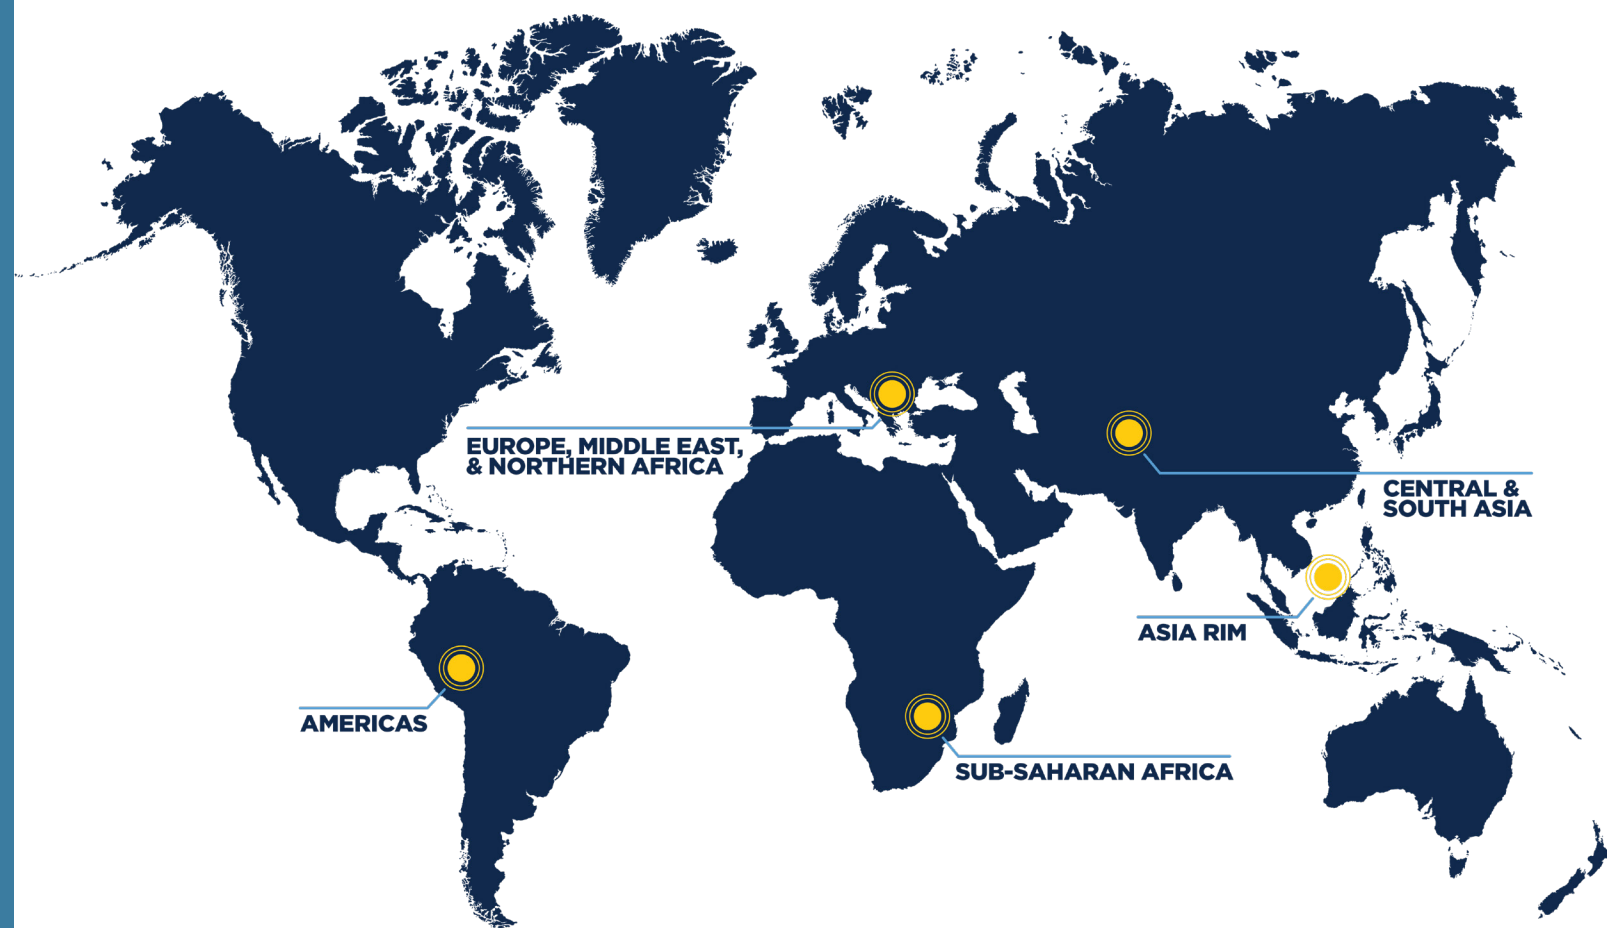 EUROPE, MIDDLE EAST,
& NORTHERN AFRICA
CENTRAL &
SOUTH ASIA
ASIA RIM
AMERICAS
SUB-SAHARAN AFRICA